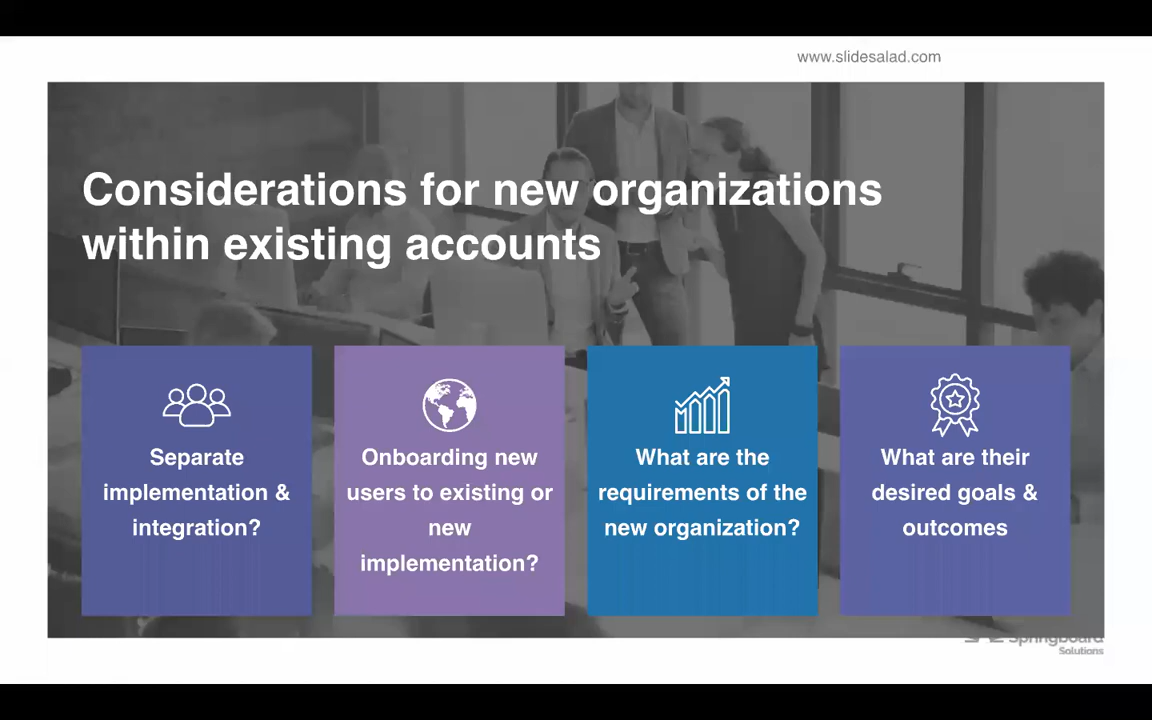 www.slidesalad.com
Considerations for new organizations
within existing accounts
Separate
implementation &
integration?
Onboarding new
users to existing or
new
implementation?
What are the
requirements of the
new organization?
What are their
desired goals &
outcomes
Springboard
Solutions